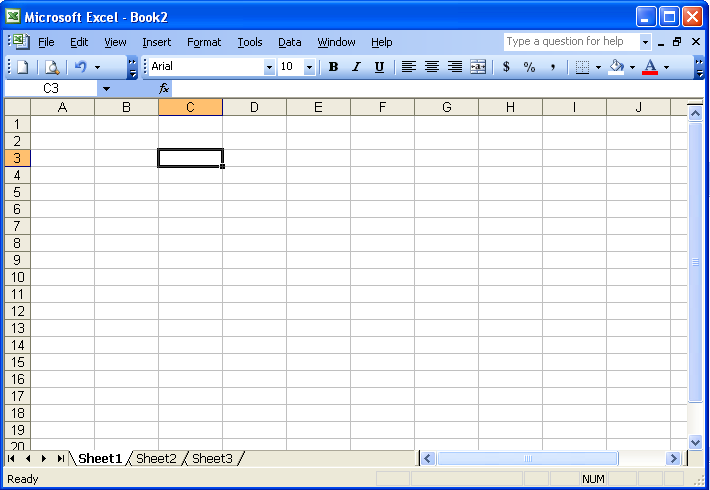 Microsoft Excel - Book2
File Edit View Insert Format Tools Data Window Help Type a question for help
Arial 10 B I U $ % , A
C3 fx
A B C D E F G H I J
1
2
3
4
5
6
7
8
9
10
11
12
13
14
15
16
17
18
19
20
Sheet1 Sheet2 Sheet3
Ready NUM